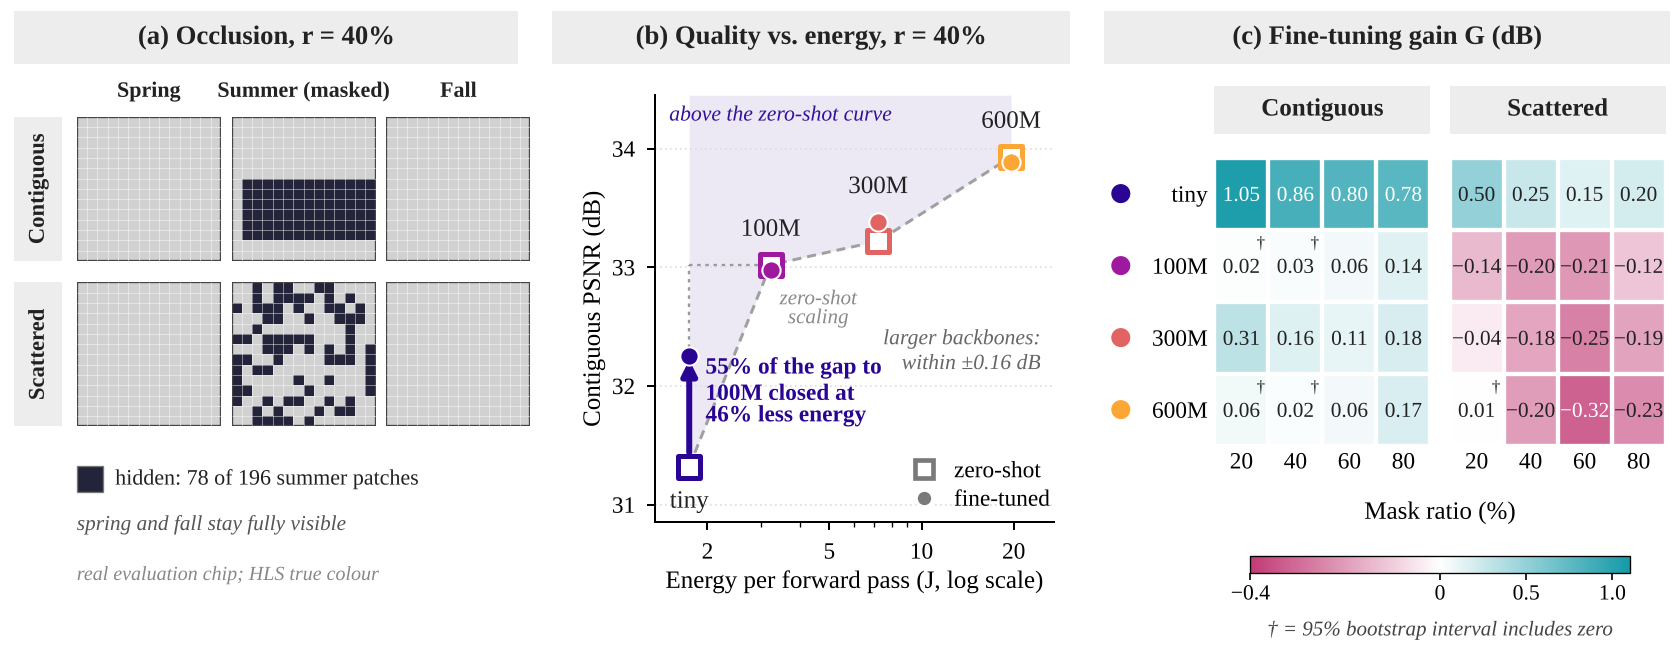 (a) Occlusion, r = 40%
Spring
Summer (masked)
Fall
Contiguous
Scattered
hidden: 78 of 196 summer patches
spring and fall stay fully visible
real evaluation chip; HLS true colour
(b) Quality vs. energy, r = 40%
above the zero-shot curve
600M
300M
100M
zero-shot
scaling
larger backbones:
within ±0.16 dB
55% of the gap to
100M closed at
46% less energy
tiny
zero-shot
fine-tuned
34
33
32
31
Contiguous PSNR (dB)
2 5 10 20
Energy per forward pass (J, log scale)
(c) Fine-tuning gain G (dB)
Contiguous Scattered
tiny 1.05 0.86 0.80 0.78 0.50 0.25 0.15 0.20
† †
100M 0.02 0.03 0.06 0.14 −0.14 −0.20 −0.21 −0.12
300M 0.31 0.16 0.11 0.18 −0.04 −0.18 −0.25 −0.19
† † †
600M 0.06 0.02 0.06 0.17 0.01 −0.20 −0.32 −0.23
20 40 60 80 20 40 60 80
Mask ratio (%)
−0.4 0 0.5 1.0
† = 95% bootstrap interval includes zero